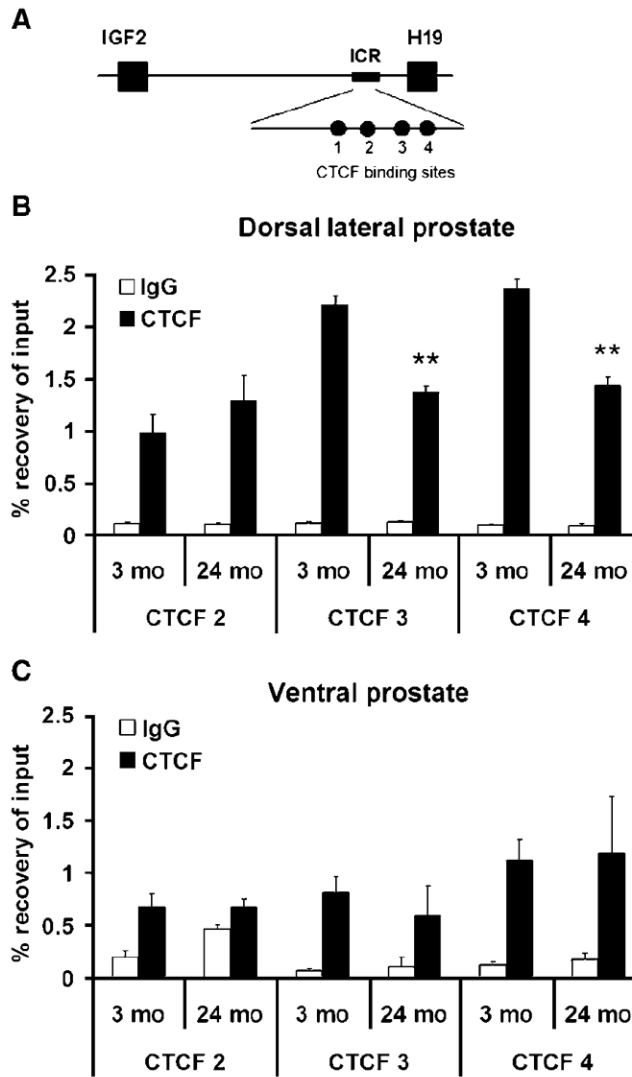 A
IGF2 ICR H19
1 2 3 4
CTCF binding sites
B
Dorsal lateral prostate
% recovery of input
2.5
2
1.5
1
0.5
0
IgG
CTCF
**
**
3 mo 24 mo 3 mo 24 mo 3 mo 24 mo
CTCF 2 CTCF 3 CTCF 4
C
Ventral prostate
% recovery of input
2.5
2
1.5
1
0.5
0
IgG
CTCF
3 mo 24 mo 3 mo 24 mo 3 mo 24 mo
CTCF 2 CTCF 3 CTCF 4